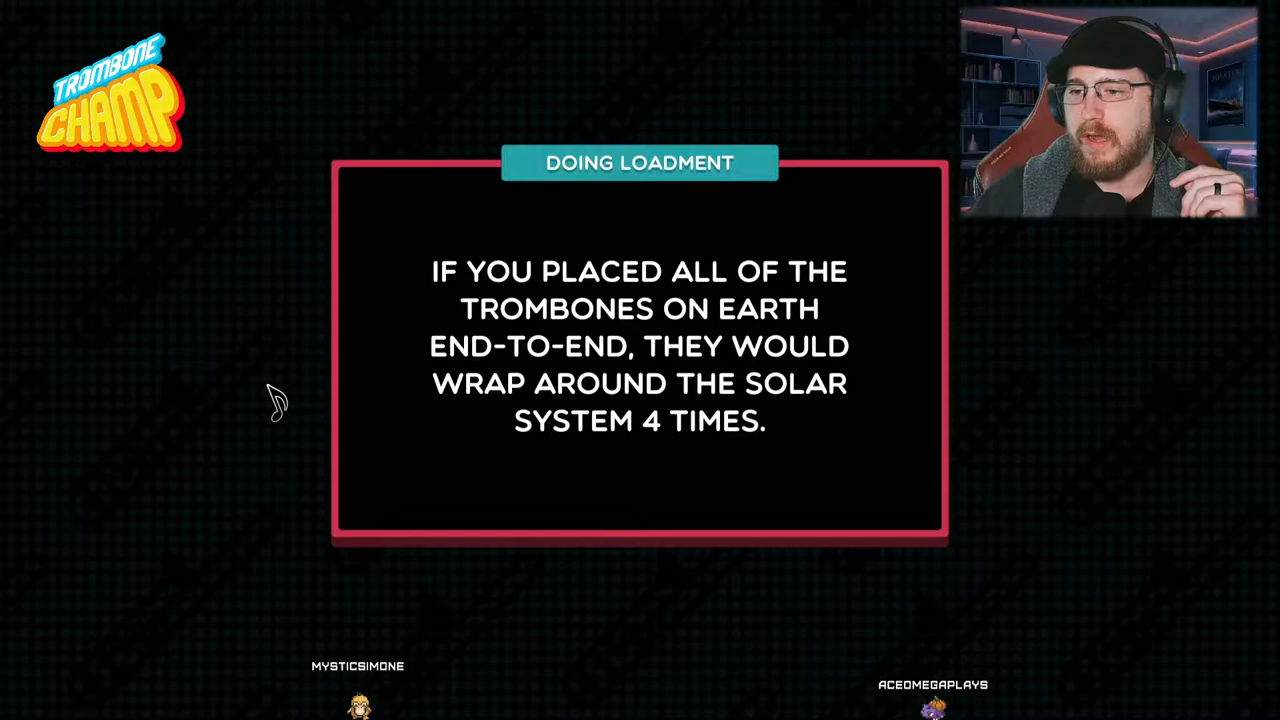 TROMBONE
CHAMP
DOING LOADMENT
IF YOU PLACED ALL OF THE
TROMBONES ON EARTH
END-TO-END, THEY WOULD
WRAP AROUND THE SOLAR
SYSTEM 4 TIMES.
MYSTICSIMONE
ACEOMEGAPLAYS